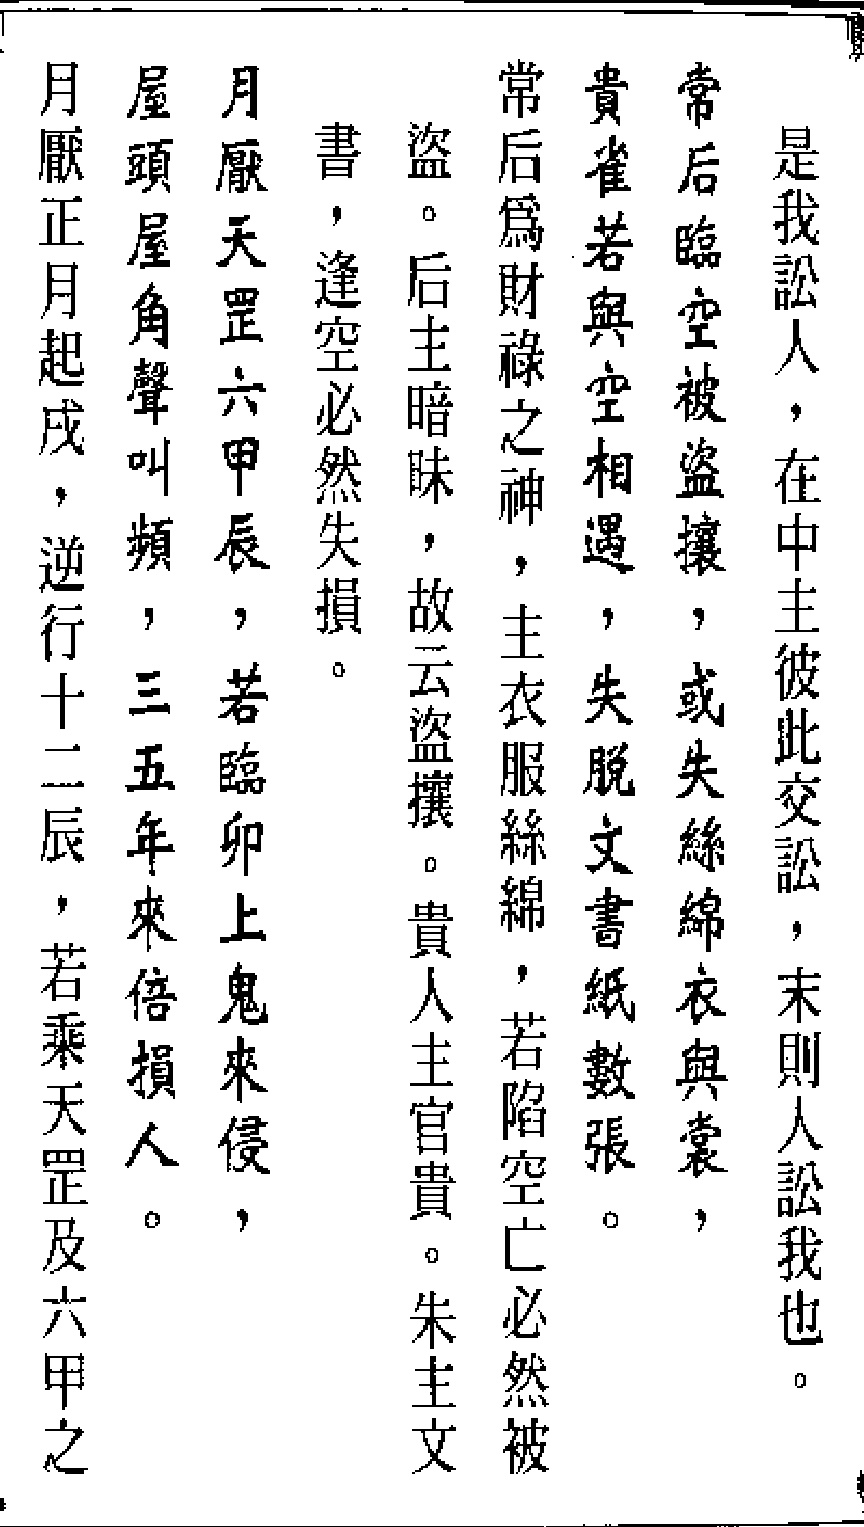 是我訟人，在中主彼此交訟，末則人訟我也。
常后臨空被盜攘，或失絲綿衣與裳，
貴雀若與空相遇，失脫文書紙數張。
常后爲財祿之神，主衣服絲綿，若陷空亡必然被
盜。后主暗昧，故云盜攘。貴人主官貴。朱主文
書，逢空必然失損。
月厭天罡六甲辰，若臨卯上鬼來侵，
屋頭屋角聲叫頻，三五年來倍損人。
月厭正月起戌，逆行十二辰，若乘天罡及六甲之